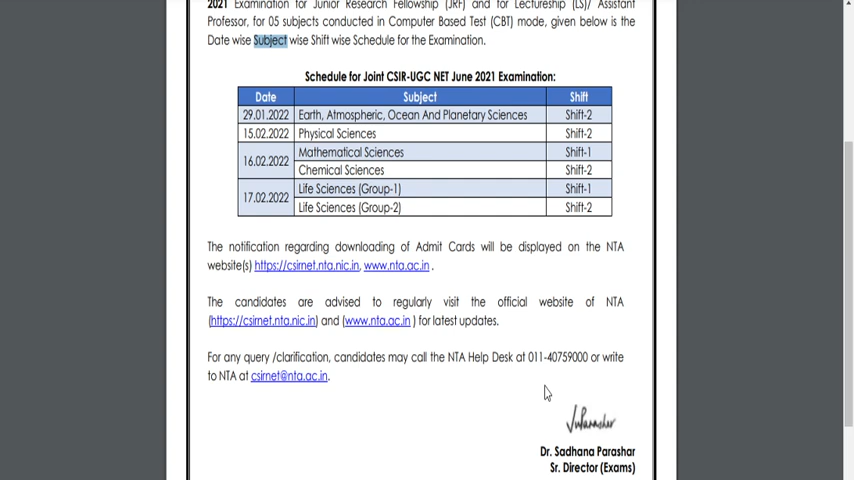 2021 Examination for Junior Research Fellowship (JRF) and for Lectureship (LS)/ Assistant
Professor, for 05 subjects conducted in Computer Based Test (CBT) mode, given below is the
Date wise Subject wise Shift wise Schedule for the Examination.
Schedule for Joint CSIR-UGC NET June 2021 Examination:
Date Subject Shift
29.01.2022 Earth, Atmospheric, Ocean And Planetary Sciences Shift-2
15.02.2022 Physical Sciences Shift-2
16.02.2022 Mathematical Sciences Shift-1
Chemical Sciences Shift-2
17.02.2022 Life Sciences (Group-1) Shift-1
Life Sciences (Group-2) Shift-2
The notification regarding downloading of Admit Cards will be displayed on the NTA
website(s) https://csirnet.nta.nic.in, www.nta.ac.in .
The candidates are advised to regularly visit the official website of NTA
(https://csirnet.nta.nic.in) and (www.nta.ac.in ) for latest updates.
For any query /clarification, candidates may call the NTA Help Desk at 011-40759000 or write
to NTA at csirnet@nta.ac.in.
Dr. Sadhana Parashar
Sr. Director (Exams)